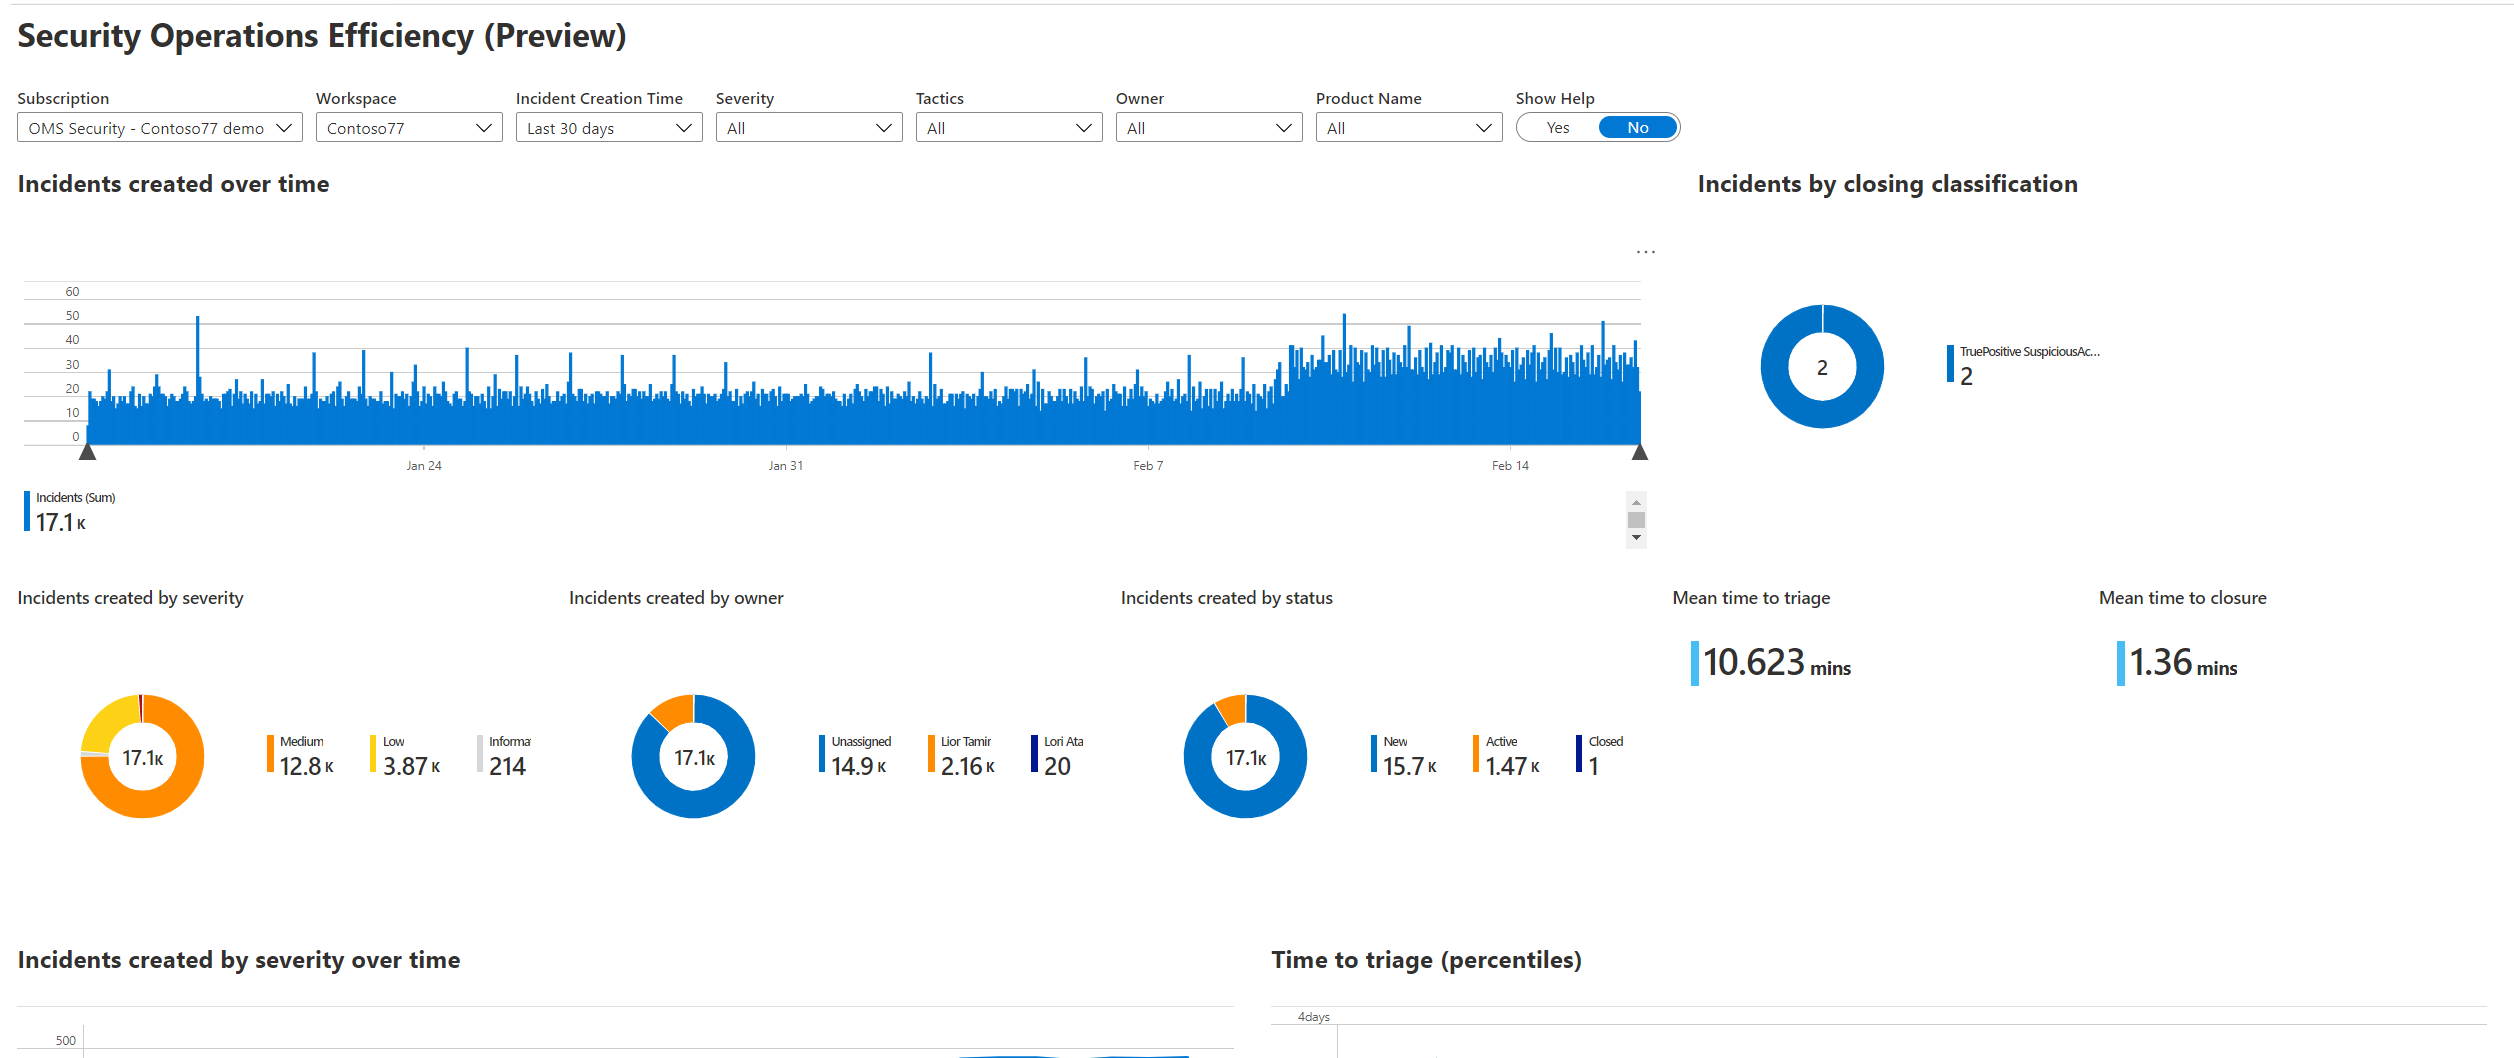 Security Operations Efficiency (Preview)
Subscription Workspace Incident Creation Time Severity Tactics Owner Product Name Show Help
OMS Security - Contoso77 demo Contoso77 Last 30 days All All All All Yes No
Incidents created over time
Incidents by closing classification
...
60
50
40
30
20
10
0
Jan 24 Jan 31 Feb 7 Feb 14
Incidents (Sum)
17.1 K
2
TruePositive SuspiciousAc...
2
Incidents created by severity
17.1K
Medium
12.8 K
Low
3.87 K
Informa
214
Incidents created by owner
17.1K
Unassigned
14.9 K
Lior Tamir
2.16 K
Lori Ata
20
Incidents created by status
17.1K
New
15.7 K
Active
1.47 K
Closed
1
Mean time to triage
10.623 mins
Mean time to closure
1.36 mins
Incidents created by severity over time
500
Time to triage (percentiles)
4days